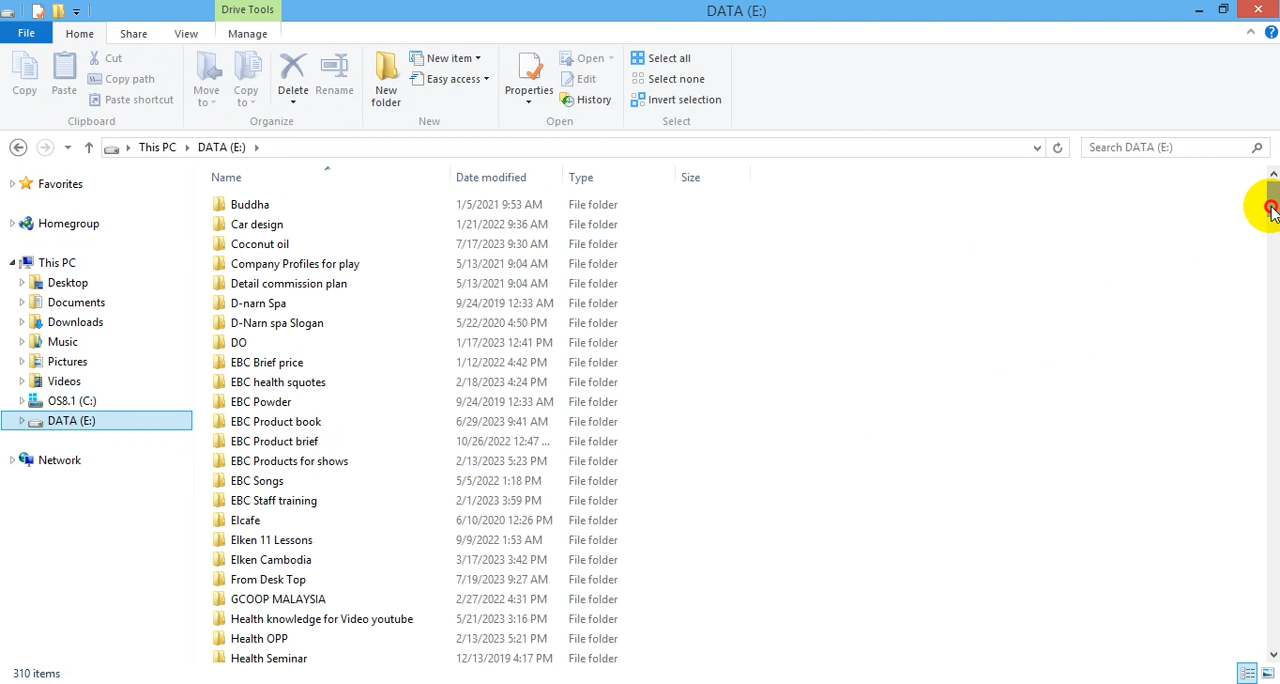 Drive Tools
DATA (E:)
File Home Share View Manage
Copy
Paste
Cut
Copy path
Paste shortcut
Clipboard
Move to
Copy to
Delete
Rename
Organize
New folder
New item
Easy access
New
Properties
Open
Edit
History
Open
Select all
Select none
Invert selection
Select
This PC DATA (E:)
Search DATA (E:)
Favorites
Homegroup
This PC
Desktop
Documents
Downloads
Music
Pictures
Videos
OS8.1 (C:)
DATA (E:)
Network
Name Date modified Type Size
Buddha 1/5/2021 9:53 AM File folder
Car design 1/21/2022 9:36 AM File folder
Coconut oil 7/17/2023 9:30 AM File folder
Company Profiles for play 5/13/2021 9:04 AM File folder
Detail commission plan 5/13/2021 9:04 AM File folder
D-narn Spa 9/24/2019 12:33 AM File folder
D-Narn spa Slogan 5/22/2020 4:50 PM File folder
DO 1/17/2023 12:41 PM File folder
EBC Brief price 1/12/2022 4:42 PM File folder
EBC health squotes 2/18/2023 4:24 PM File folder
EBC Powder 9/24/2019 12:33 AM File folder
EBC Product book 6/29/2023 9:41 AM File folder
EBC Product brief 10/26/2022 12:47 ... File folder
EBC Products for shows 2/13/2023 5:23 PM File folder
EBC Songs 5/5/2022 1:18 PM File folder
EBC Staff training 2/1/2023 3:59 PM File folder
Elcafe 6/10/2020 12:26 PM File folder
Elken 11 Lessons 9/9/2022 1:53 AM File folder
Elken Cambodia 3/17/2023 3:42 PM File folder
From Desk Top 7/19/2023 9:27 AM File folder
GCOOP MALAYSIA 2/27/2022 4:31 PM File folder
Health knowledge for Video youtube 5/21/2023 3:16 PM File folder
Health OPP 2/13/2023 5:21 PM File folder
Health Seminar 12/13/2019 4:17 PM File folder
310 items